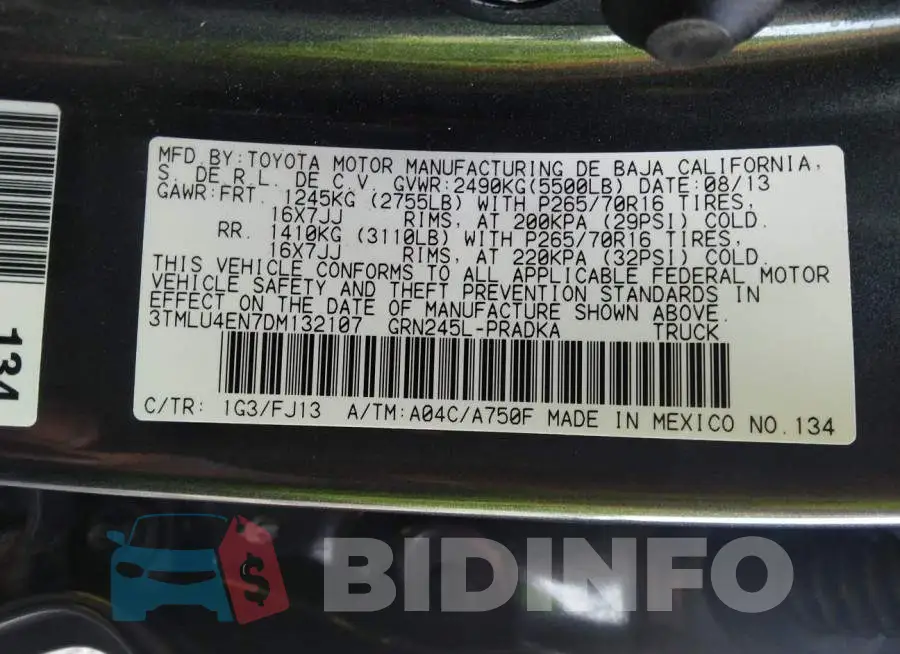 MFD.BY:TOYOTA MOTOR MANUFACTURING DE BAJA CALIFORNIA,
S. DE R.L. DE C.V. GVWR:2490KG(5500LB) DATE:08/13
GAWR:FRT. 1245KG (2755LB) WITH P265/70R16 TIRES,
16X7JJ RIMS, AT 200KPA (29PSI) COLD.
RR. 1410KG (3110LB) WITH P265/70R16 TIRES,
16X7JJ RIMS, AT 220KPA (32PSI) COLD.
THIS VEHICLE CONFORMS TO ALL APPLICABLE FEDERAL MOTOR
VEHICLE SAFETY AND THEFT PREVENTION STANDARDS IN
EFFECT ON THE DATE OF MANUFACTURE SHOWN ABOVE.
3TMLU4EN7DM132107 GRN245L-PRADKA TRUCK
C/TR: 1G3/FJ13 A/TM:A04C/A750F MADE IN MEXICO NO.134
134
$ BIDINFO